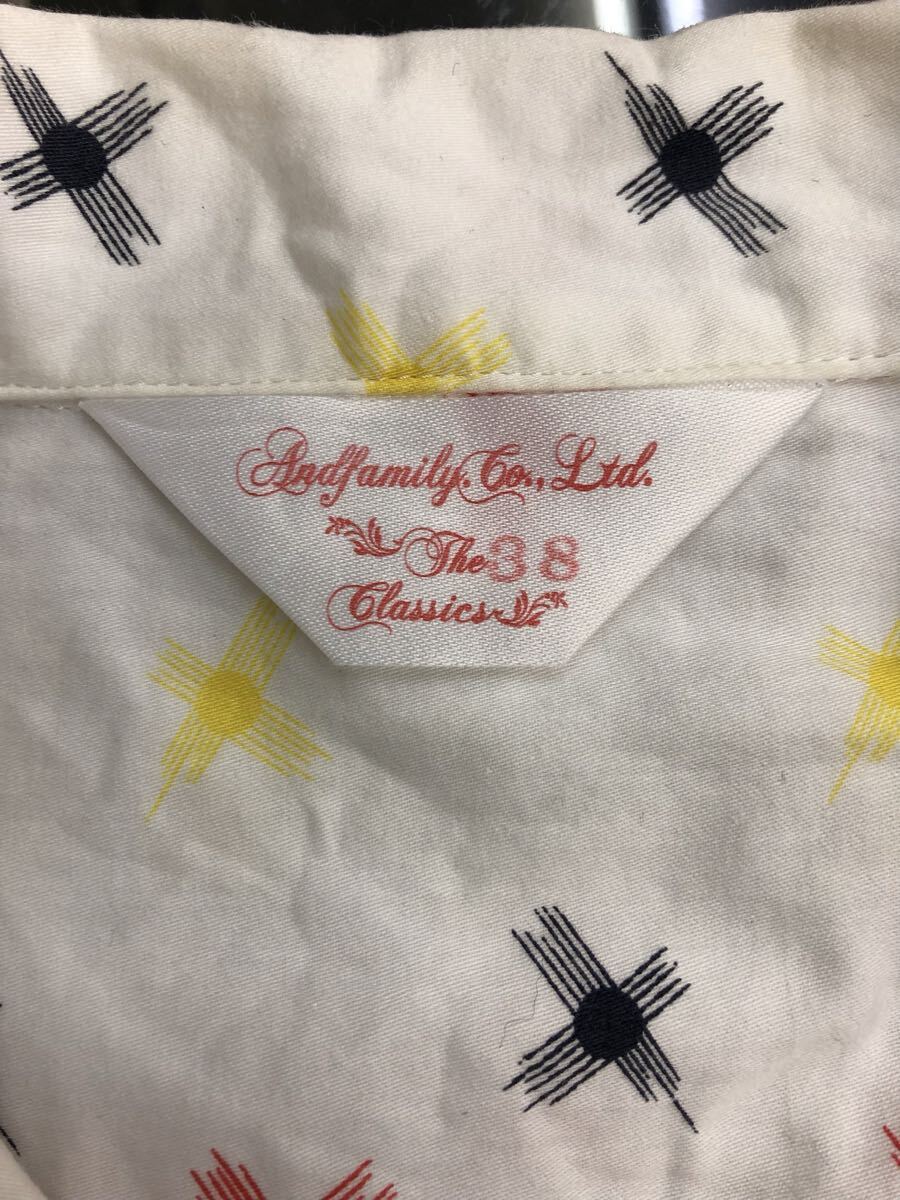 Andfamily.Co.,Ltd.
The 38
Classics